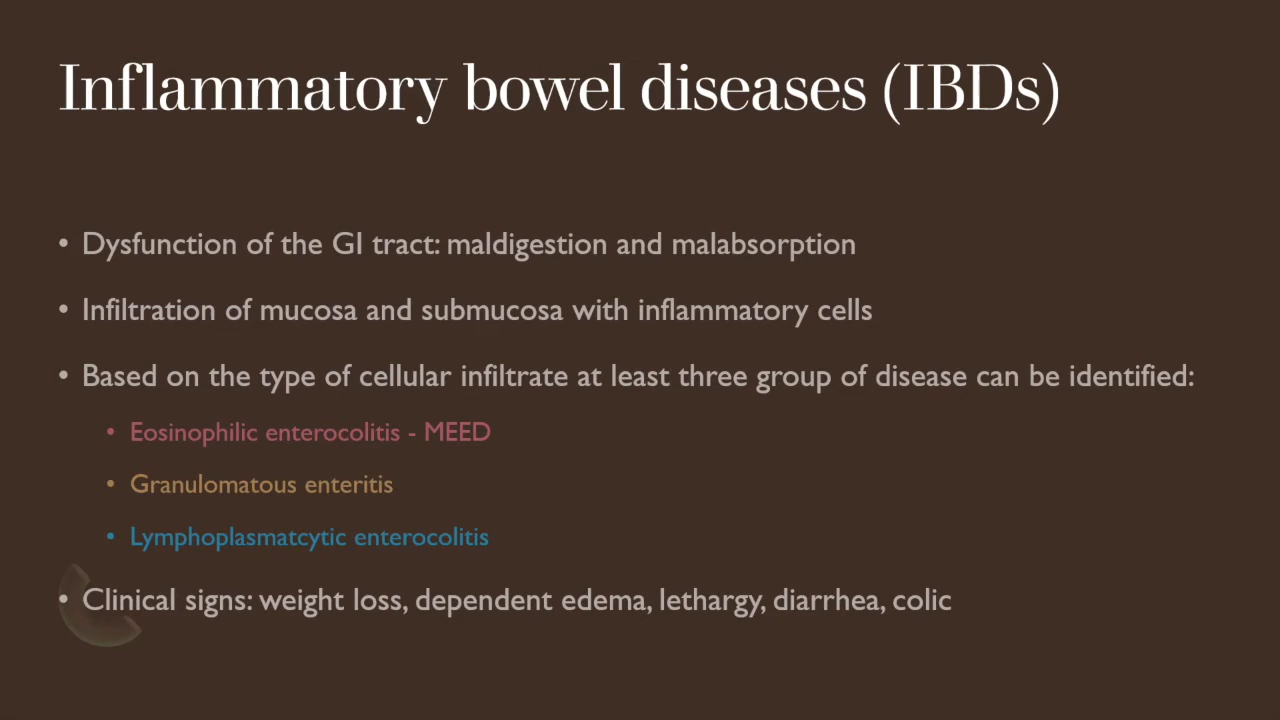 Inflammatory bowel diseases (IBDs)
• Dysfunction of the GI tract: maldigestion and malabsorption
• Infiltration of mucosa and submucosa with inflammatory cells
• Based on the type of cellular infiltrate at least three group of disease can be identified:
• Eosinophilic enterocolitis - MEED
• Granulomatous enteritis
• Lymphoplasmatcytic enterocolitis
• Clinical signs: weight loss, dependent edema, lethargy, diarrhea, colic